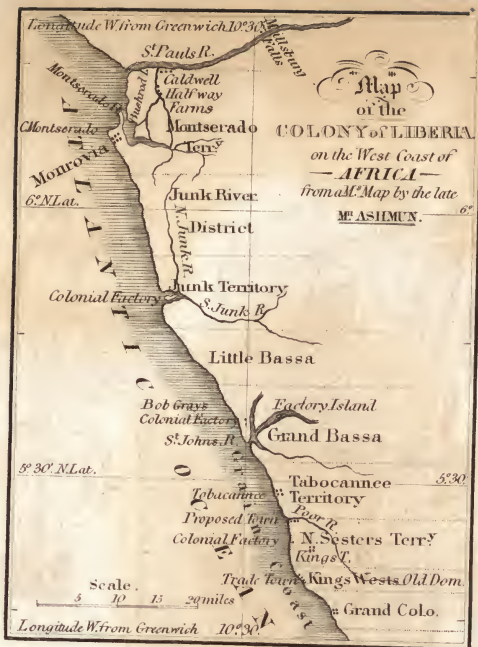 Longitude W. from Greenwich 10°.30'.
St. Pauls R.
Millsburg
Falls
Caldwell
Half way
Farms
Montserado R.
C. Montserado
Montserado
Terry.
Monrovia
Map
of the
COLONY of LIBERIA
on the West Coast of
AFRICA
from a Ms. Map by the late
Mr. ASHMUN.
6° N. Lat.
6°
Junk River
District
N. Junk R.
Junk Territory
Colonial Factory
S. Junk R.
Little Bassa
ATLANTIC OCEAN
Bob Grays
Colonial Factory
Factory Island
St. Johns R.
Grand Bassa
5°.30'. N. Lat.
5°.30
Tabocannee
Territory
Tobacannee
Poor R.
Proposed Town
Colonial Factory
N. Sesters Terry.
Kings T.
Grain Coast
Trade Town
Kings Wests Old Dom.
Grand Colo.
Scale.
5 10 15 20 miles
Longitude W. from Greenwich 10°.30'.